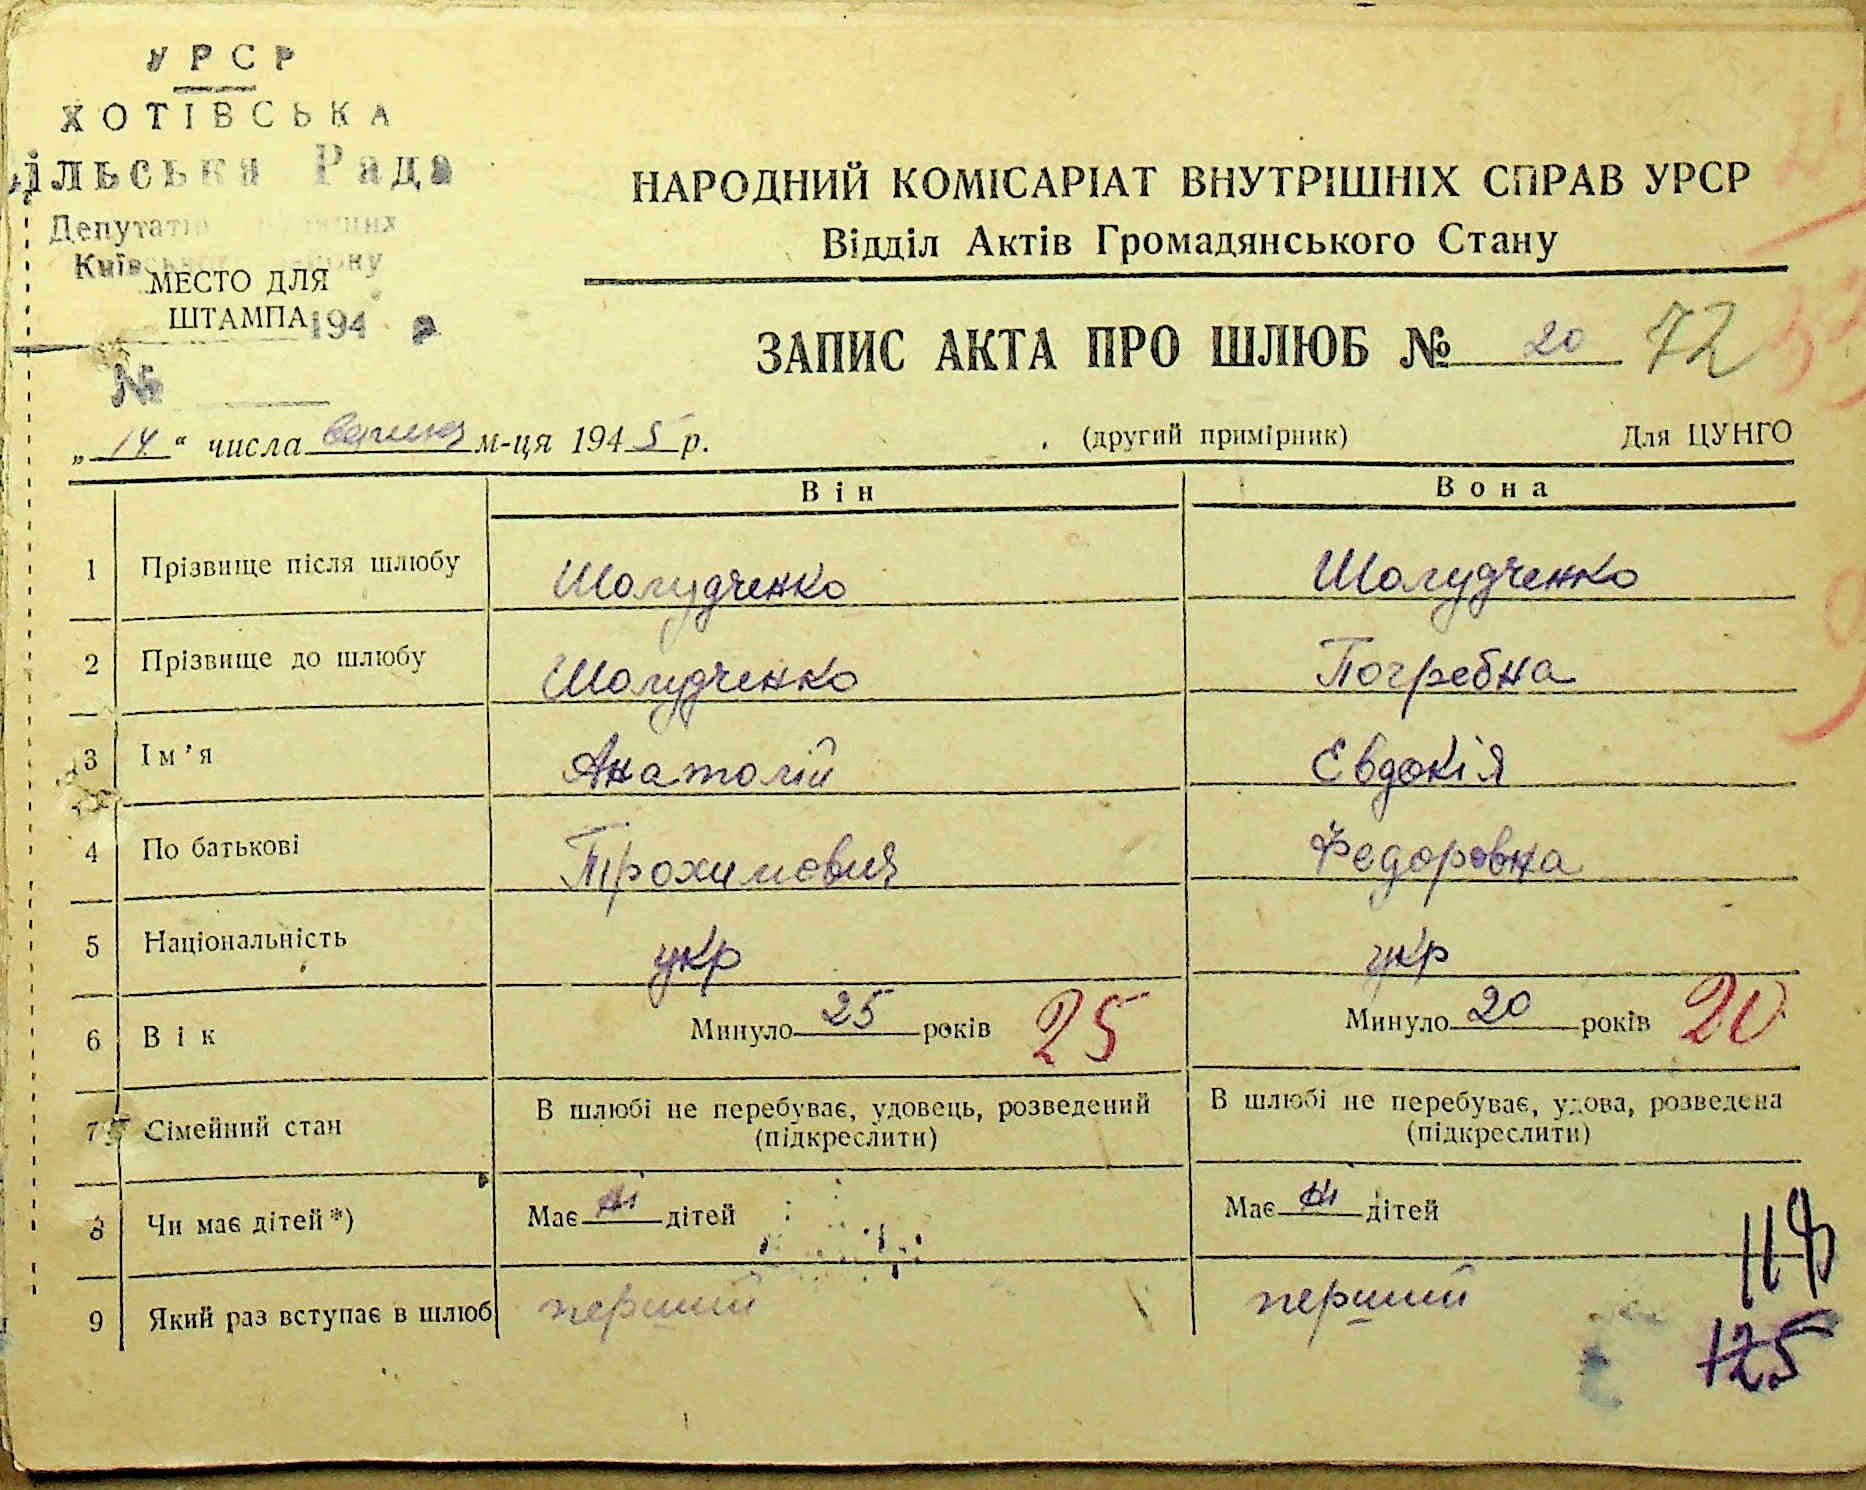 УРСР
ХОТІВСЬКА
ільська Рада
МЕСТО ДЛЯ
ШТАМПА 194
№
НАРОДНИЙ КОМІСАРІАТ ВНУТРІШНІХ СПРАВ УРСР
Відділ Актів Громадянського Стану
ЗАПИС АКТА ПРО ШЛЮБ № 20 72
„ 14 “ числа м-ця 1945 р. (другий примірник) Для ЦУНГО
Він Вона
1 Прізвище після шлюбу Шолудченко Шолудченко
2 Прізвище до шлюбу Шолудченко Погребна
3 Ім’я Анатолій Евдокія
4 По батькові Трохимович Федоровна
5 Національність укр укр
6 Вік Минуло 25 років 25 Минуло 20 років 20
7 Сімейний стан В шлюбі не перебуває, удовець, розведений В шлюбі не перебуває, удова, розведена
(підкреслити) (підкреслити)
8 Чи має дітей*) Має ні дітей Має ні дітей
9 Який раз вступає в шлюб перший перший
125